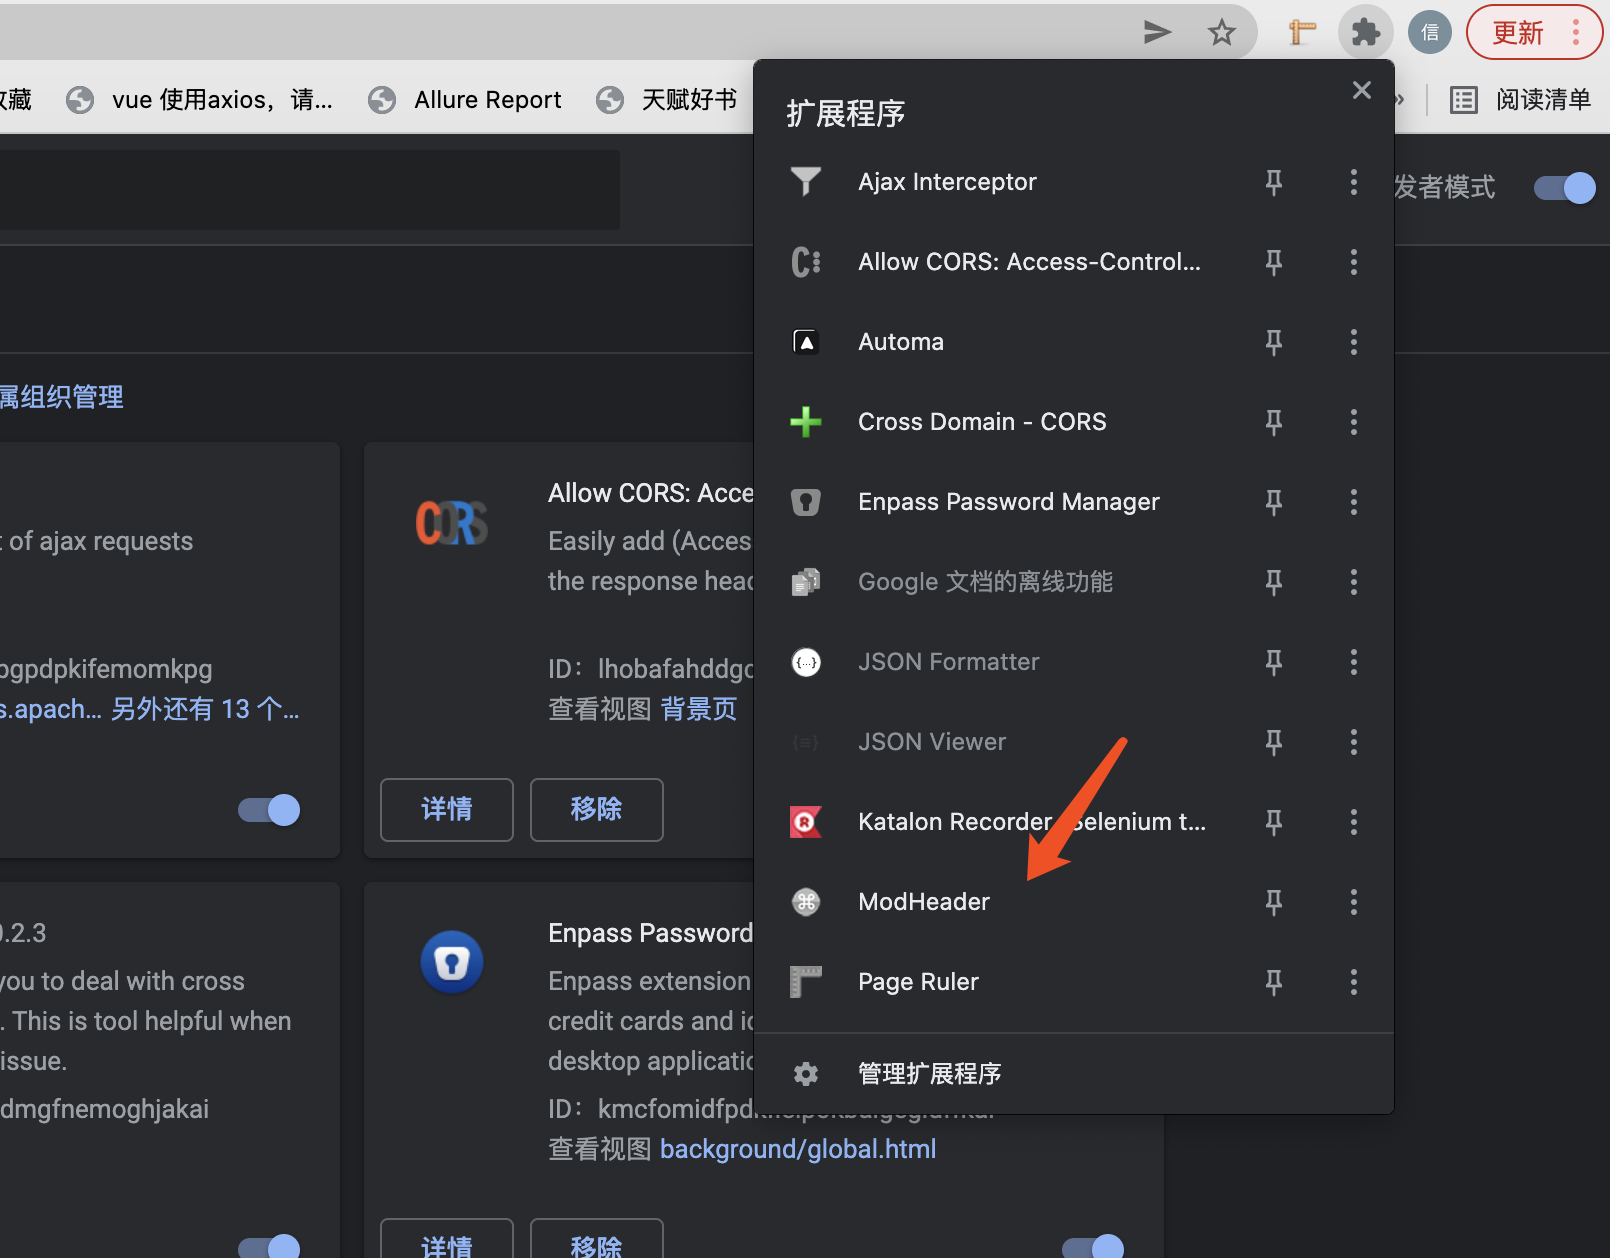 信
更新
收藏
vue 使用axios，请...
Allure Report
天赋好书
»
阅读清单
扩展程序
发者模式
Ajax Interceptor
Allow CORS: Access-Control...
Automa
Cross Domain - CORS
Enpass Password Manager
Google 文档的离线功能
JSON Formatter
JSON Viewer
Katalon Recorder Selenium t...
ModHeader
Page Ruler
管理扩展程序
属组织管理
t of ajax requests
ogpdpkifemomkpg
s.apach... 另外还有 13 个...
CORS
Allow CORS: Acce
Easily add (Acces
the response head
ID：lhobafahddgc
查看视图 背景页
详情
移除
0.2.3
you to deal with cross
. This is tool helpful when
issue.
dmgfnemoghjakai
Enpass Password
Enpass extension
credit cards and id
desktop applicatio
ID：kmcfomidfpdk
查看视图 background/global.html
详情
移除